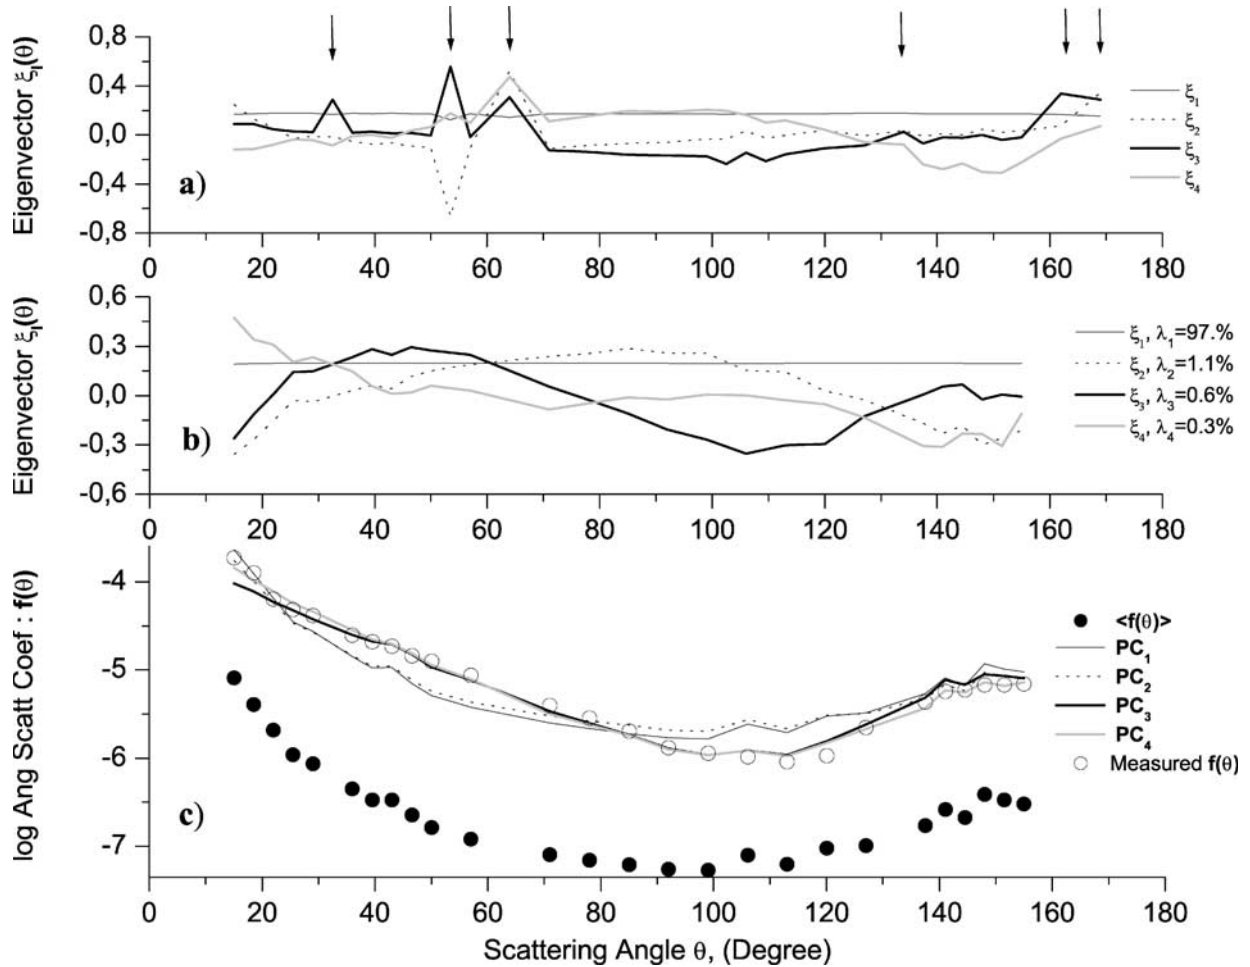 Eigenvector ξl(θ)
0,8
0,4
0,0
-0,4
-0,8
a)
ξ1
ξ2
ξ3
ξ4
0 20 40 60 80 100 120 140 160 180
Eigenvector ξl(θ)
0,6
0,3
0,0
-0,3
-0,6
b)
ξ1, λ1=97.%
ξ2, λ2=1.1%
ξ3, λ3=0.6%
ξ4, λ4=0.3%
0 20 40 60 80 100 120 140 160 180
log Ang Scatt Coef : f(θ)
-4
-5
-6
-7
c)
<f(θ)>
PC1
PC2
PC3
PC4
Measured f(θ)
0 20 40 60 80 100 120 140 160 180
Scattering Angle θ, (Degree)